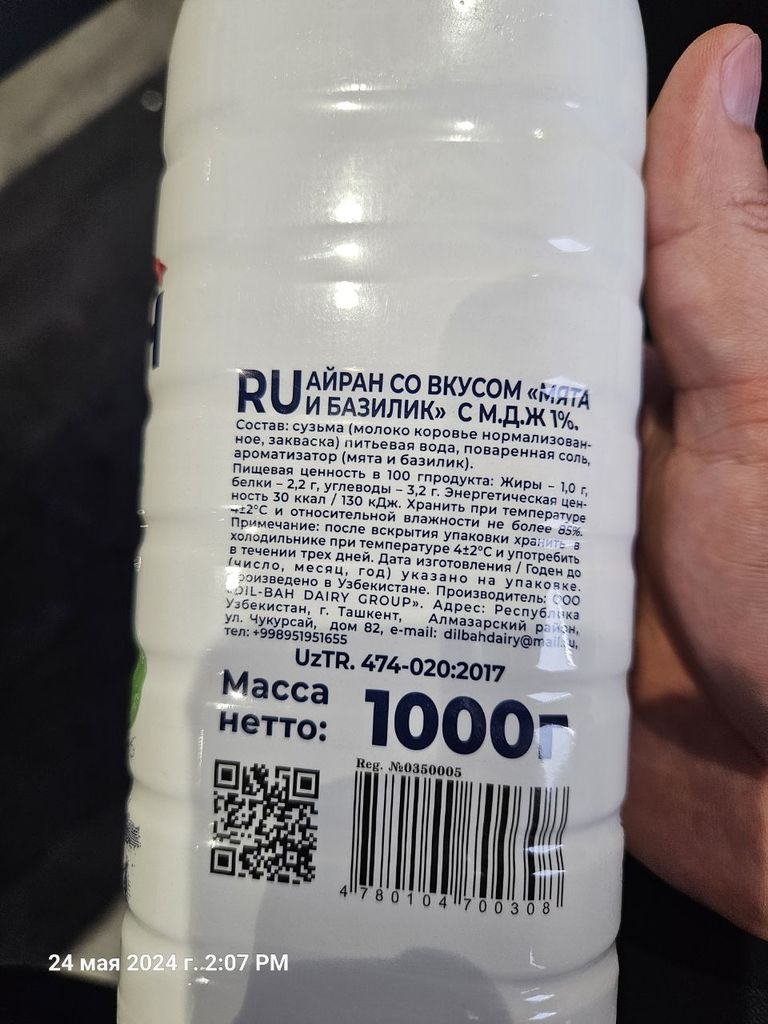 RU АЙРАН СО ВКУСОМ «МЯТА
И БАЗИЛИК» С М.Д.Ж 1%.
Состав: сузьма (молоко коровье нормализован-
ное, закваска) питьевая вода, поваренная соль,
ароматизатор (мята и базилик).
Пищевая ценность в 100 гпродукта: Жиры – 1,0 г,
белки – 2,2 г, углеводы – 3,2 г. Энергетическая цен-
ность 30 ккал / 130 кДж. Хранить при температуре
4±2°С и относительной влажности не более 85%.
Примечание: после вскрытия упаковки хранить в
холодильнике при температуре 4±2°С и употребить
в течении трех дней. Дата изготовления / Годен до
(число, месяц, год) указано на упаковке.
Произведено в Узбекистане. Производитель: ООО
«DIL-BAH DAIRY GROUP». Адрес: Республика
Узбекистан, г. Ташкент, Алмазарский район,
ул. Чукурсай, дом 82, e-mail: dilbahdairy@mail.ru,
тел: +998951951655
UzTR. 474-020:2017
Масса
нетто: 1000г
Reg. №0350005
4 780104 700308
24 мая 2024 г. 2:07 PM